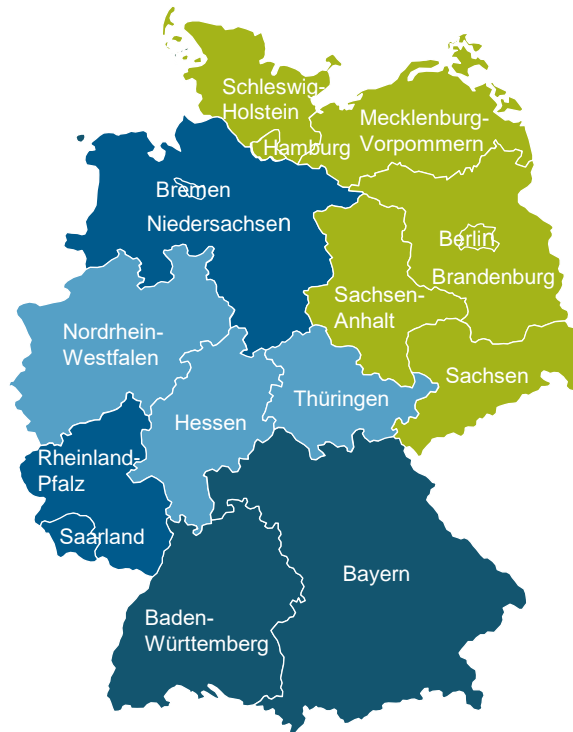 Schleswig-
Holstein
Mecklenburg-
Vorpommern
Hamburg
Bremen
Niedersachsen
Berlin
Brandenburg
Sachsen-
Anhalt
Nordrhein-
Westfalen
Sachsen
Thüringen
Hessen
Rheinland-
Pfalz
Saarland
Bayern
Baden-
Württemberg